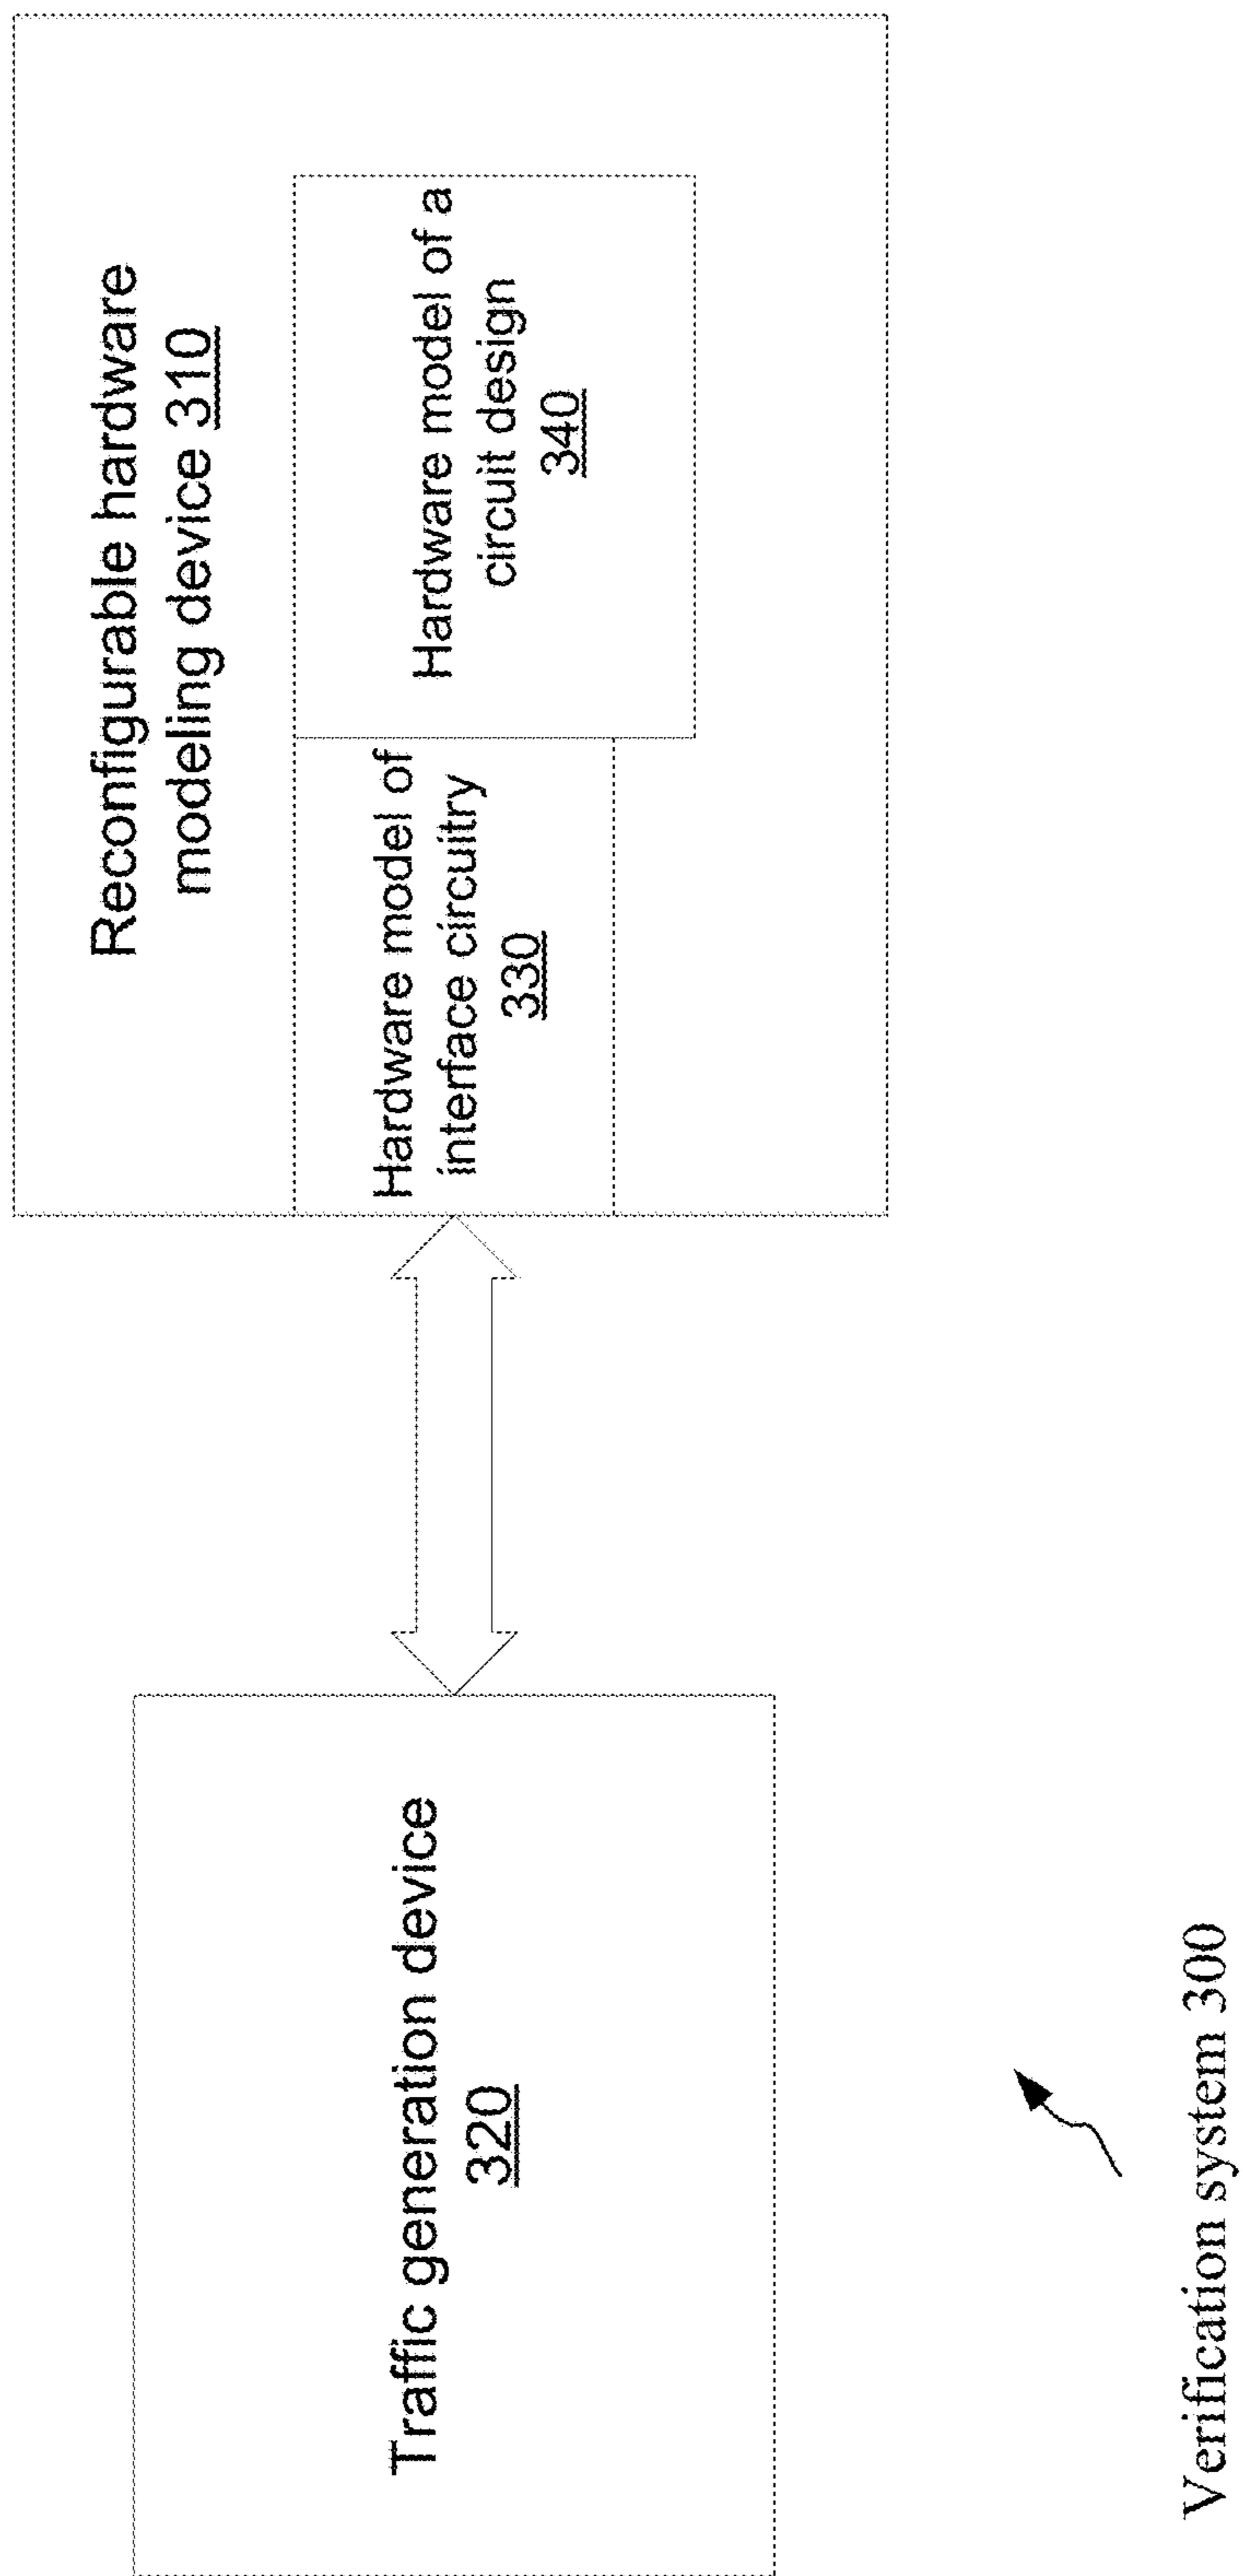 Reconfigurable hardware
modeling device 310
Traffic generation device
320
Hardware model of
interface circuitry
330
Hardware model of a
circuit design
340
Verification system 300